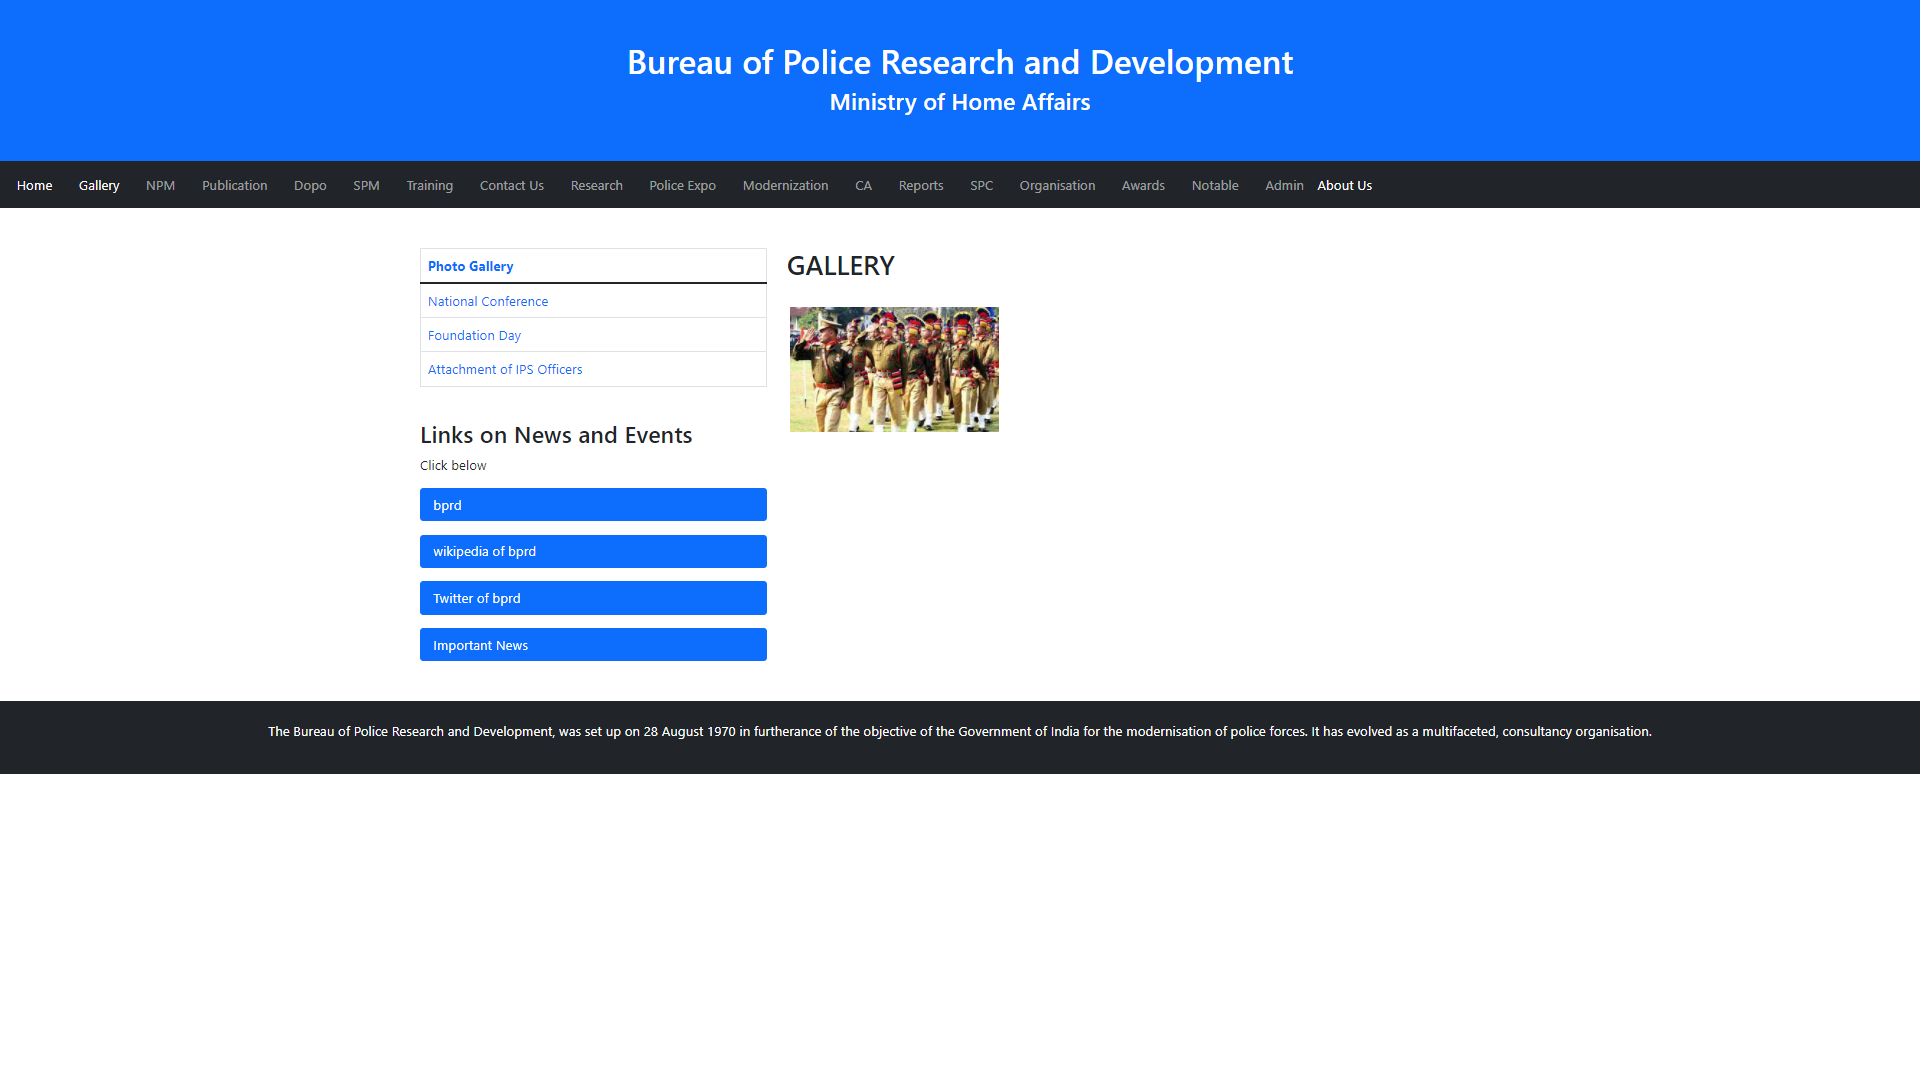 Bureau of Police Research and Development
Ministry of Home Affairs
Home Gallery NPM Publication Dopo SPM Training Contact Us Research Police Expo Modernization CA Reports SPC Organisation Awards Notable Admin About Us
Photo Gallery
National Conference
Foundation Day
Attachment of IPS Officers
Links on News and Events
Click below
bprd
wikipedia of bprd
Twitter of bprd
Important News
GALLERY
The Bureau of Police Research and Development, was set up on 28 August 1970 in furtherance of the objective of the Government of India for the modernisation of police forces. It has evolved as a multifaceted, consultancy organisation.